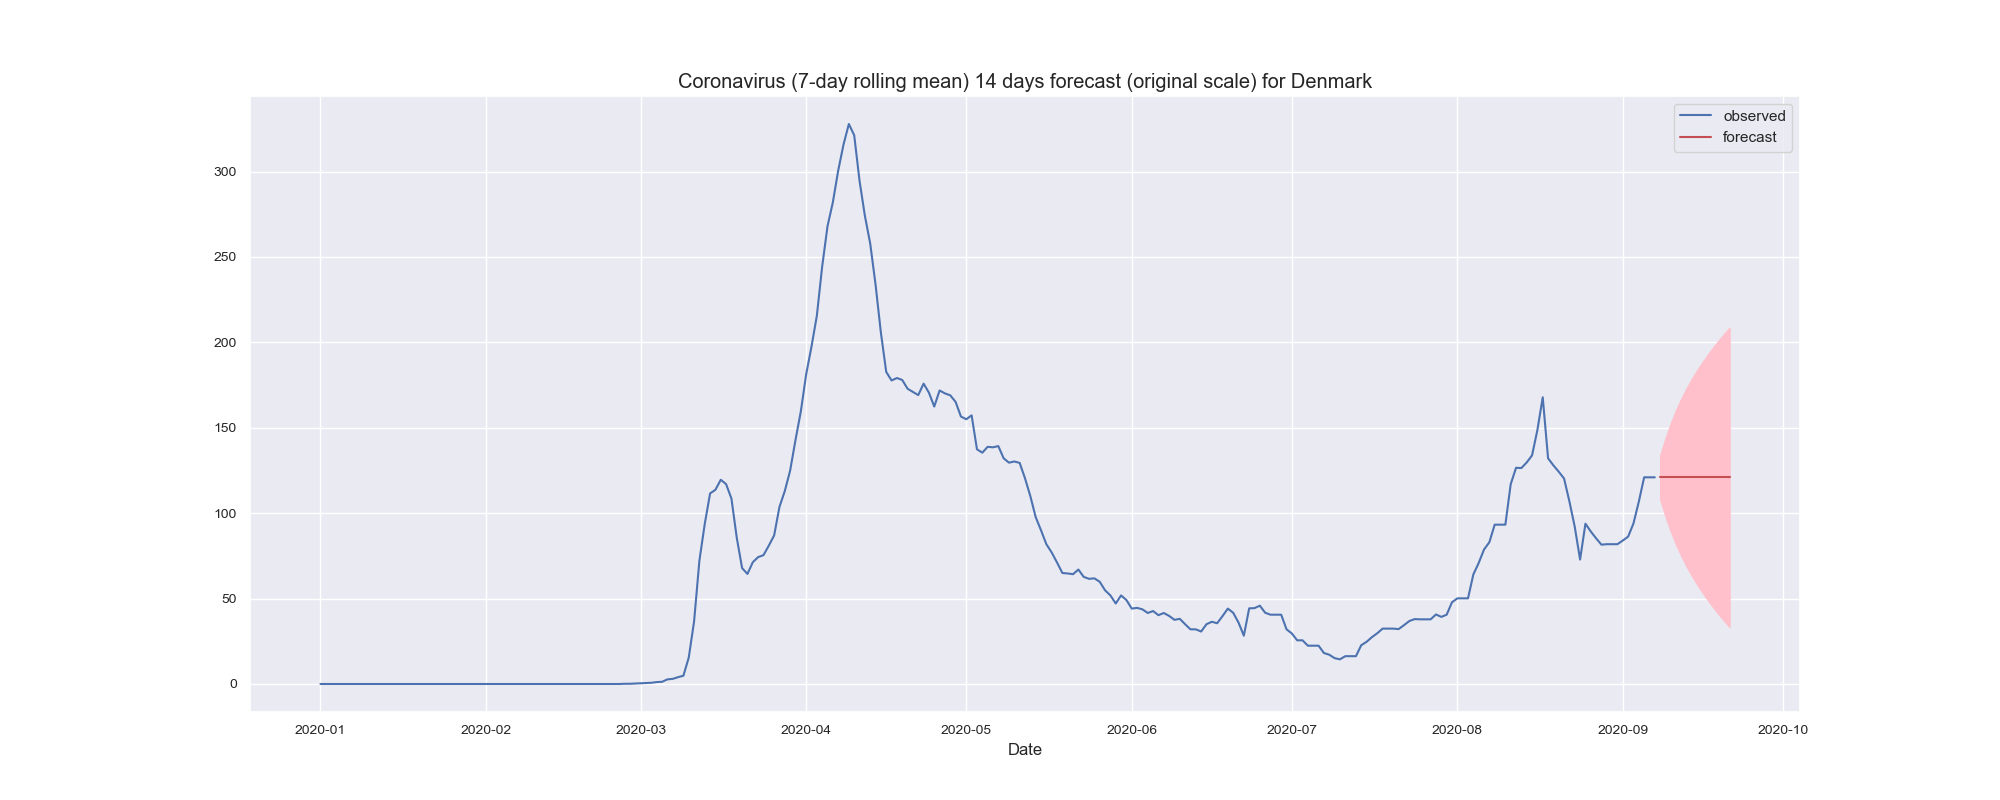 Coronavirus (7-day rolling mean) 14 days forecast (original scale) for Denmark
observed
forecast
300
250
200
150
100
50
0
2020-01 2020-02 2020-03 2020-04 2020-05 2020-06 2020-07 2020-08 2020-09 2020-10
Date